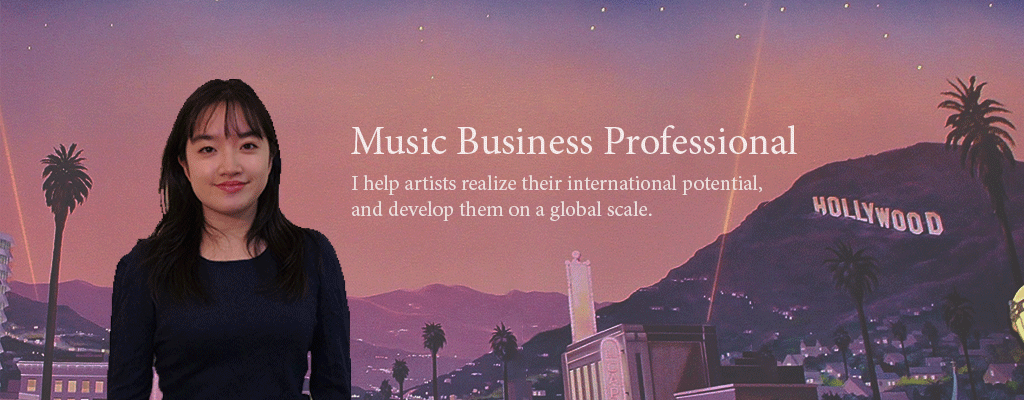 Music Business Professional
I help artists realize their international potential,
and develop them on a global scale.
HOLLYWOOD